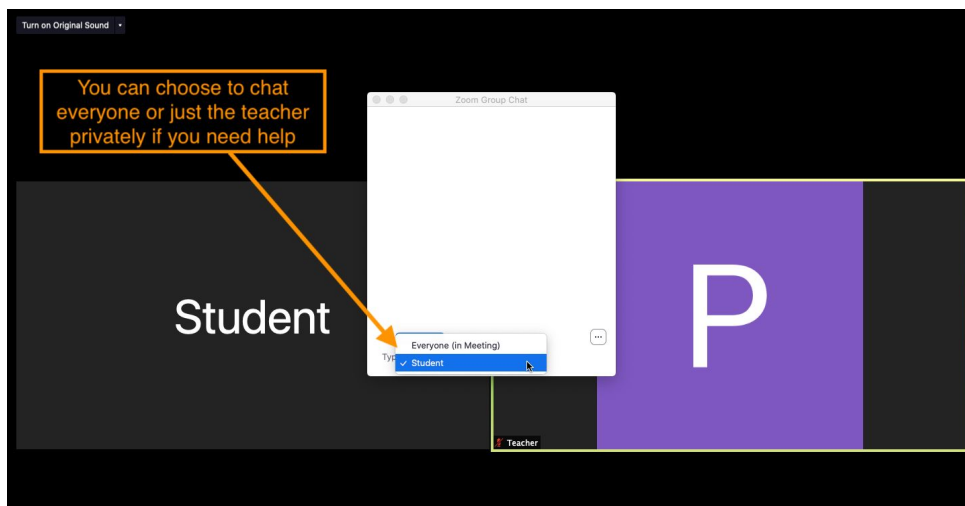 Turn on Original Sound
You can choose to chat
everyone or just the teacher
privately if you need help
Zoom Group Chat
Student
P
Everyone (in Meeting)
Typ
✓ Student
Teacher